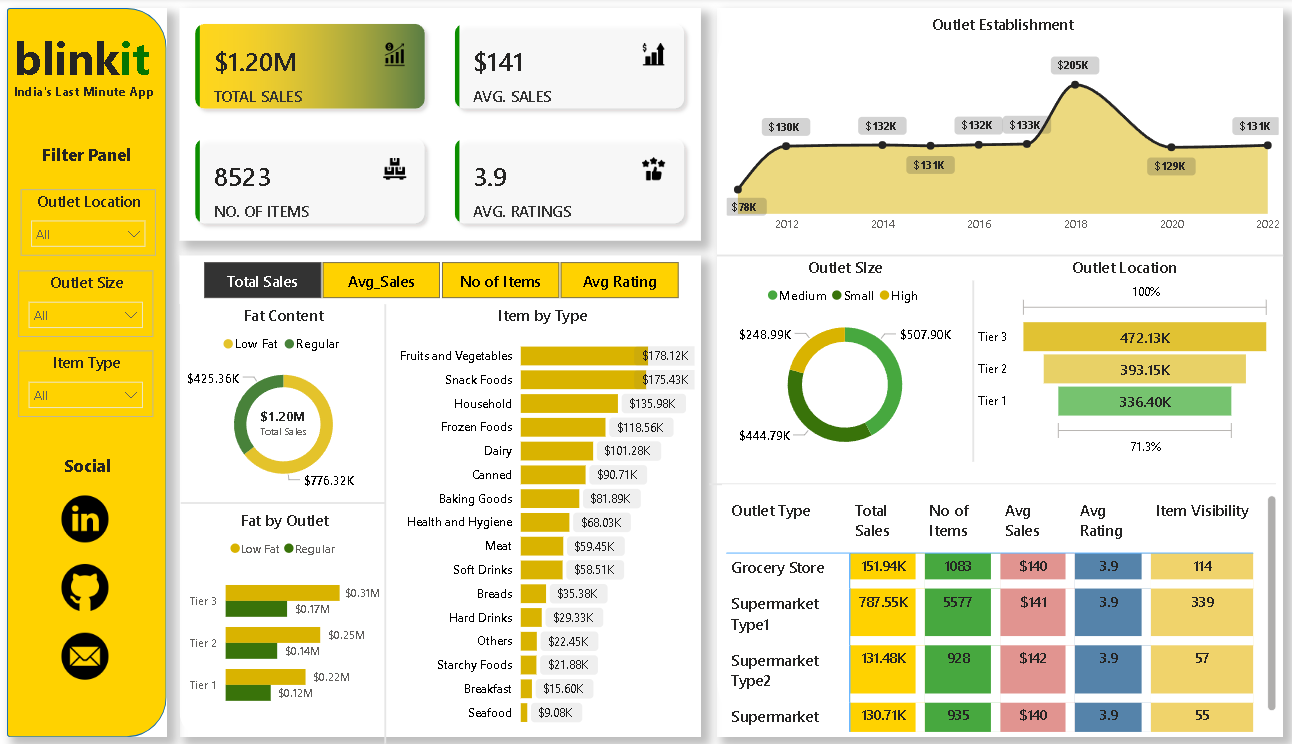 blinkit
India's Last Minute App
Filter Panel
Outlet Location
All
Outlet Size
All
Item Type
All
Social
in
$1.20M
TOTAL SALES
$141
AVG. SALES
8523
NO. OF ITEMS
3.9
AVG. RATINGS
Total Sales
Avg_Sales
No of Items
Avg Rating
Fat Content
Low Fat
Regular
$425.36K
$1.20M
Total Sales
$776.32K
Fat by Outlet
Low Fat
Regular
Tier 3
$0.31M
$0.17M
Tier 2
$0.25M
$0.14M
Tier 1
$0.22M
$0.12M
Item by Type
Fruits and Vegetables $178.12K
Snack Foods $175.43K
Household $135.98K
Frozen Foods $118.56K
Dairy $101.28K
Canned $90.71K
Baking Goods $81.89K
Health and Hygiene $68.03K
Meat $59.45K
Soft Drinks $58.51K
Breads $35.38K
Hard Drinks $29.33K
Others $22.45K
Starchy Foods $21.88K
Breakfast $15.60K
Seafood $9.08K
Outlet Establishment
$78K
$130K
$132K
$131K
$132K
$133K
$205K
$129K
$131K
2012 2014 2016 2018 2020 2022
Outlet SIze
Medium Small High
$248.99K
$507.90K
$444.79K
Outlet Location
100%
Tier 3 472.13K
Tier 2 393.15K
Tier 1 336.40K
71.3%
Outlet Type
Total
Sales
No of
Items
Avg
Sales
Avg
Rating
Item Visibility
Grocery Store 151.94K 1083 $140 3.9 114
Supermarket 787.55K 5577 $141 3.9 339
Type1
Supermarket 131.48K 928 $142 3.9 57
Type2
Supermarket 130.71K 935 $140 3.9 55